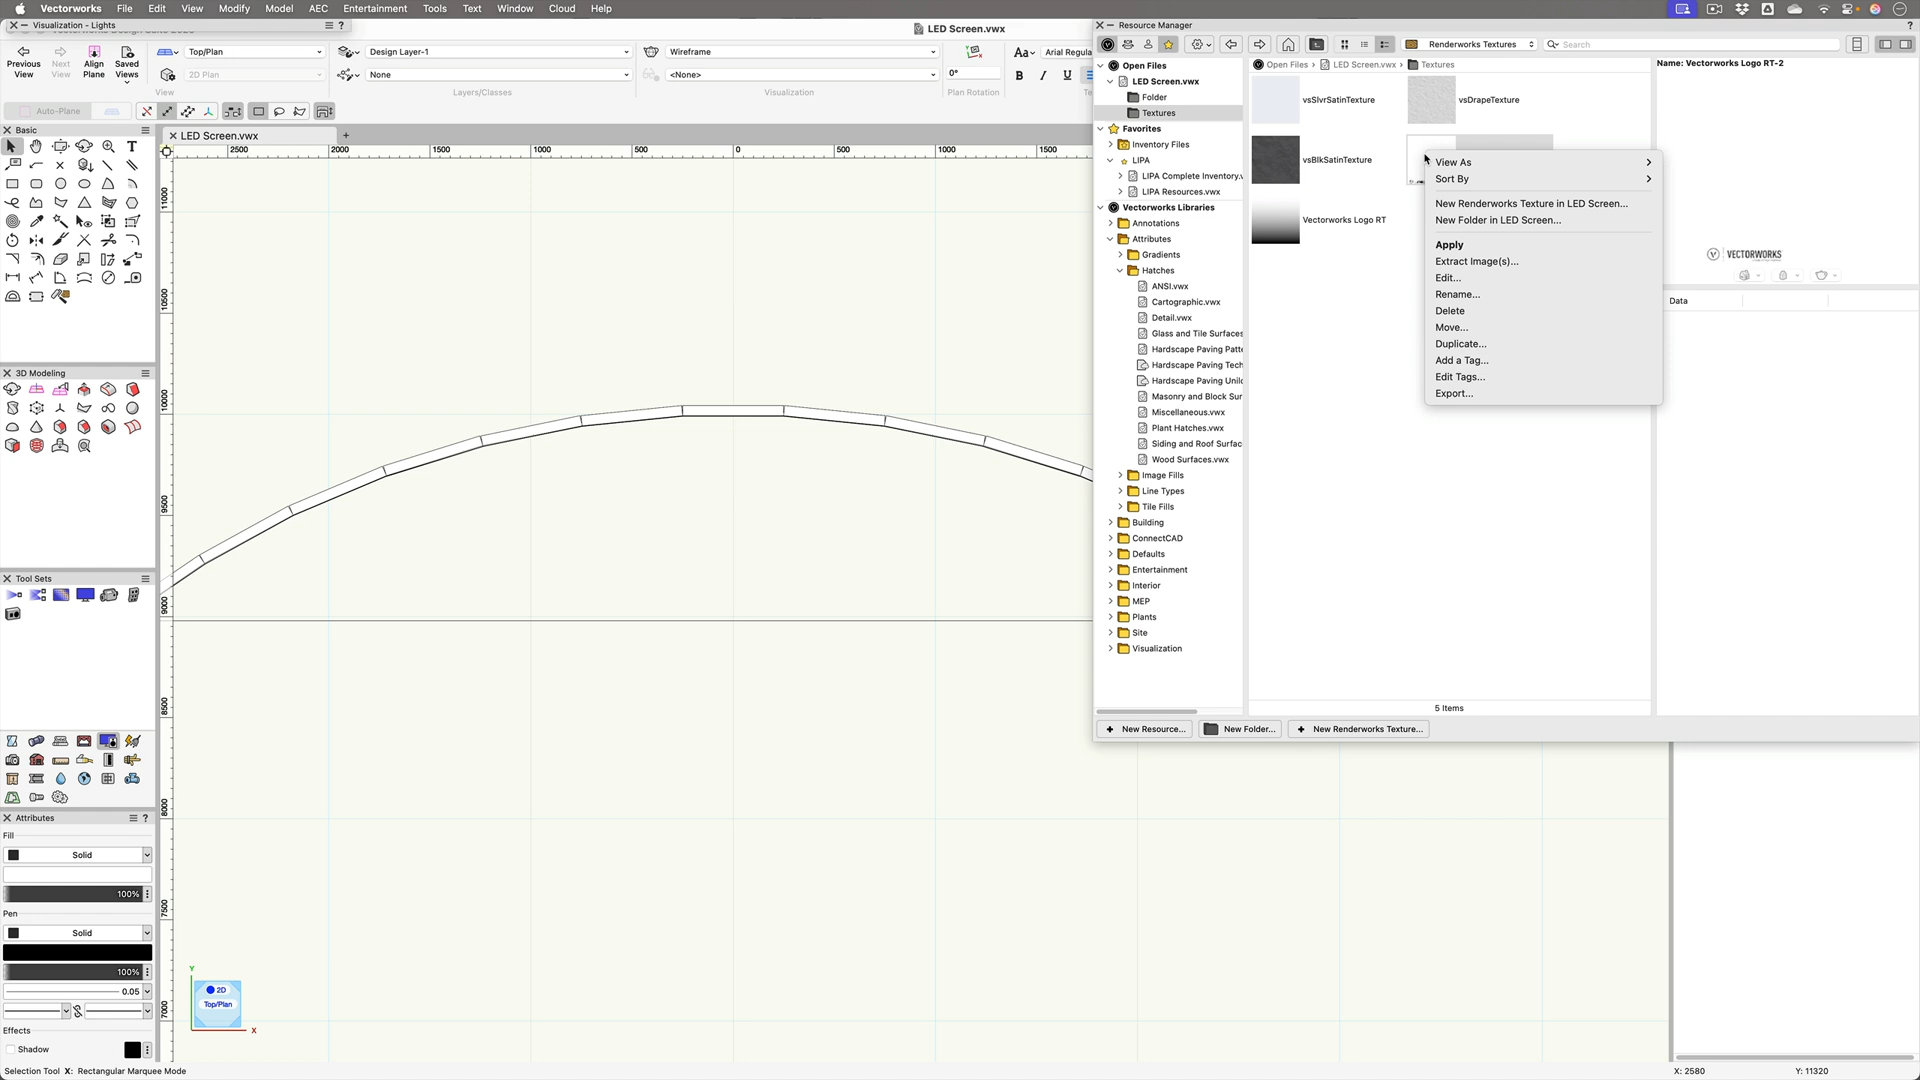 Vectorworks File Edit View Modify Model AEC Entertainment Tools Text Window Cloud Help
Visualization - Lights
LED Screen.vwx
Resource Manager
Previous View
Next View
Align Plane
Saved Views
Top/Plan
2D Plan
View
Design Layer-1
None
Layers/Classes
Wireframe
<None>
Visualization
0°
Plan Rotation
Arial Regula
B I U
Auto-Plane
Renderworks Textures
Search
Basic
LED Screen.vwx
2500 2000 1500 1000 500 0 500 1000 1500
11000
10500
10000
9500
9000
8500
8000
7500
7000
3D Modeling
Tool Sets
Attributes
Fill
Solid
100%
Pen
Solid
100%
0.05
Effects
Shadow
Y
2D
Top/Plan
X
Selection Tool X: Rectangular Marquee Mode
Open Files
LED Screen.vwx
Folder
Textures
Favorites
Inventory Files
LIPA
LIPA Complete Inventory.v
LIPA Resources.vwx
Vectorworks Libraries
Annotations
Attributes
Gradients
Hatches
ANSI.vwx
Cartographic.vwx
Detail.vwx
Glass and Tile Surfaces
Hardscape Paving Patte
Hardscape Paving Tech
Hardscape Paving Unilo
Masonry and Block Sur
Miscellaneous.vwx
Plant Hatches.vwx
Siding and Roof Surfac
Wood Surfaces.vwx
Image Fills
Line Types
Tile Fills
Building
ConnectCAD
Defaults
Entertainment
Interior
MEP
Plants
Site
Visualization
Open Files LED Screen.vwx Textures
vsSlvrSatinTexture
vsDrapeTexture
vsBlkSatinTexture
Vectorworks Logo RT
View As
Sort By
New Renderworks Texture in LED Screen...
New Folder in LED Screen...
Apply
Extract Image(s)...
Edit...
Rename...
Delete
Move...
Duplicate...
Add a Tag...
Edit Tags...
Export...
5 Items
New Resource... New Folder... New Renderworks Texture...
Name: Vectorworks Logo RT-2
VECTORWORKS
Data
X: 2580 Y: 11320